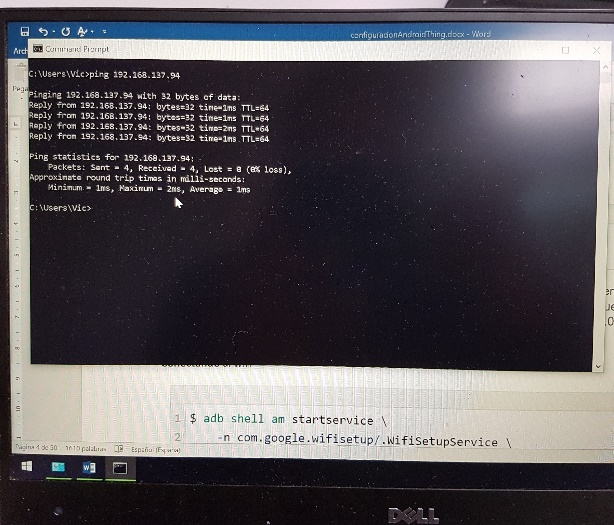 configuracionAndroidThing.docx - Word
Command Prompt
C:\Users\Vic>ping 192.168.137.94
Pinging 192.168.137.94 with 32 bytes of data:
Reply from 192.168.137.94: bytes=32 time=1ms TTL=64
Reply from 192.168.137.94: bytes=32 time=1ms TTL=64
Reply from 192.168.137.94: bytes=32 time=2ms TTL=64
Reply from 192.168.137.94: bytes=32 time=1ms TTL=64
Ping statistics for 192.168.137.94:
Packets: Sent = 4, Received = 4, Lost = 0 (0% loss),
Approximate round trip times in milli-seconds:
Minimum = 1ms, Maximum = 2ms, Average = 1ms
C:\Users\Vic>
1 $ adb shell am startservice \
2 -n com.google.wifisetup/.WifiSetupService \
Página 4 de 50 1610 palabras Español (España)
DELL